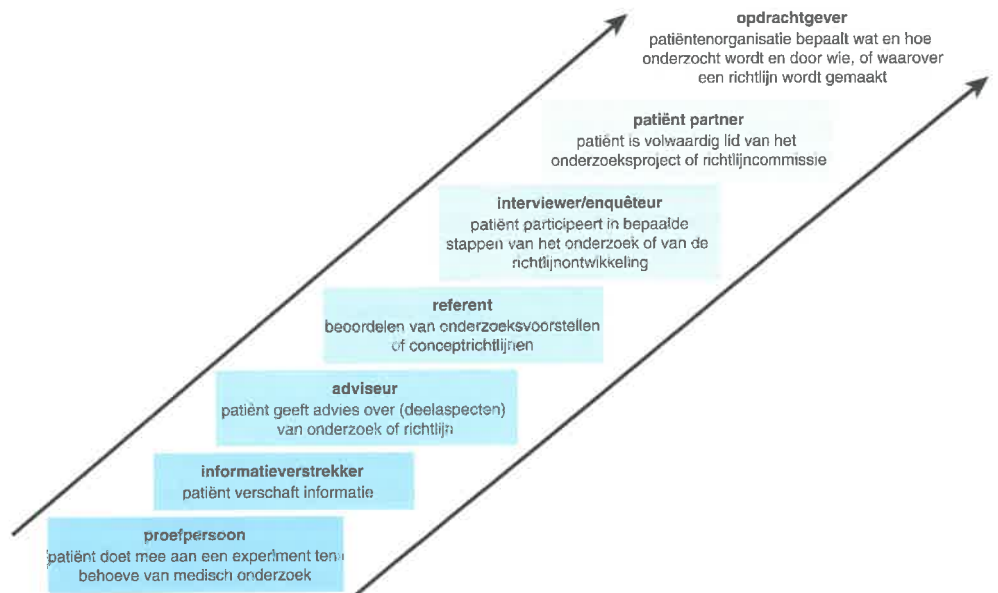 opdrachtgever
patiëntenorganisatie bepaalt wat en hoe
onderzocht wordt en door wie, of waarover
een richtlijn wordt gemaakt
patiënt partner
patiënt is volwaardig lid van het
onderzoeksproject of richtlijncommissie
interviewer/enquêteur
patiënt participeert in bepaalde
stappen van het onderzoek of van de
richtlijnontwikkeling
referent
beoordelen van onderzoeksvoorstellen
of conceptrichtlijnen
adviseur
patiënt geeft advies over (deelaspecten)
van onderzoek of richtlijn
informatieverstrekker
patiënt verschaft informatie
proefpersoon
patiënt doet mee aan een experiment ten
behoeve van medisch onderzoek